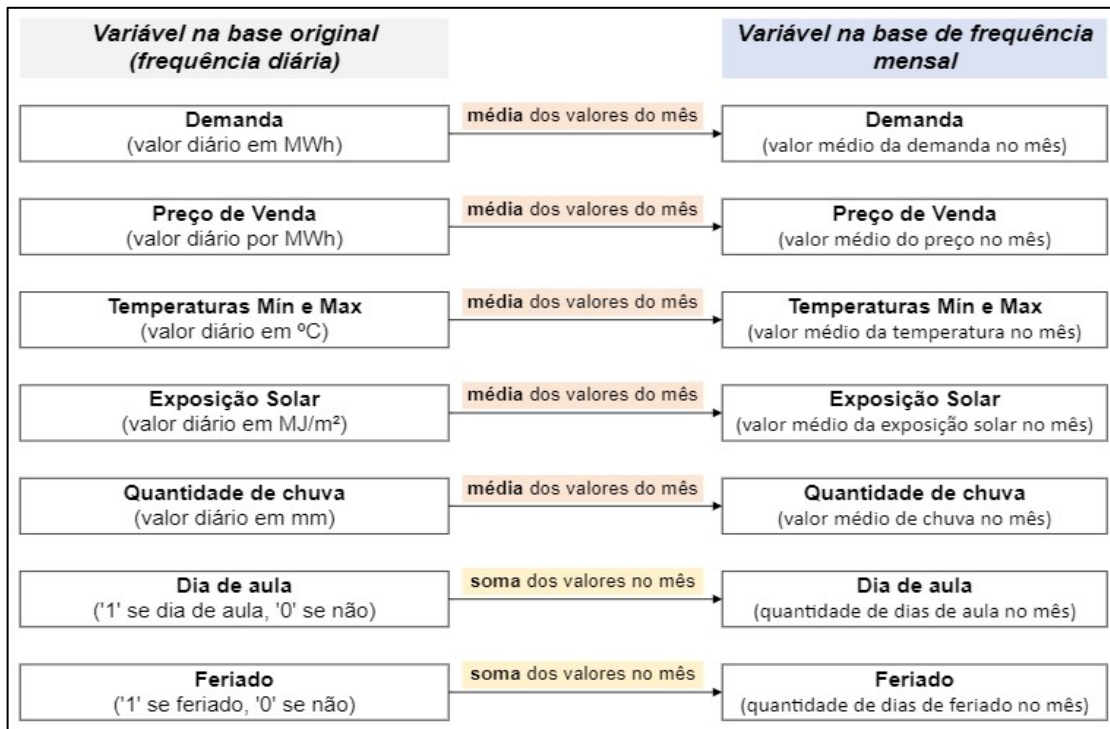 Variável na base original
(frequência diária)
Variável na base de frequência
mensal
Demanda
(valor diário em MWh)
média dos valores do mês
Demanda
(valor médio da demanda no mês)
Preço de Venda
(valor diário por MWh)
média dos valores do mês
Preço de Venda
(valor médio do preço no mês)
Temperaturas Mín e Max
(valor diário em ºC)
média dos valores do mês
Temperaturas Mín e Max
(valor médio da temperatura no mês)
Exposição Solar
(valor diário em MJ/m²)
média dos valores do mês
Exposição Solar
(valor médio da exposição solar no mês)
Quantidade de chuva
(valor diário em mm)
média dos valores do mês
Quantidade de chuva
(valor médio de chuva no mês)
Dia de aula
('1' se dia de aula, '0' se não)
soma dos valores no mês
Dia de aula
(quantidade de dias de aula no mês)
Feriado
('1' se feriado, '0' se não)
soma dos valores no mês
Feriado
(quantidade de dias de feriado no mês)